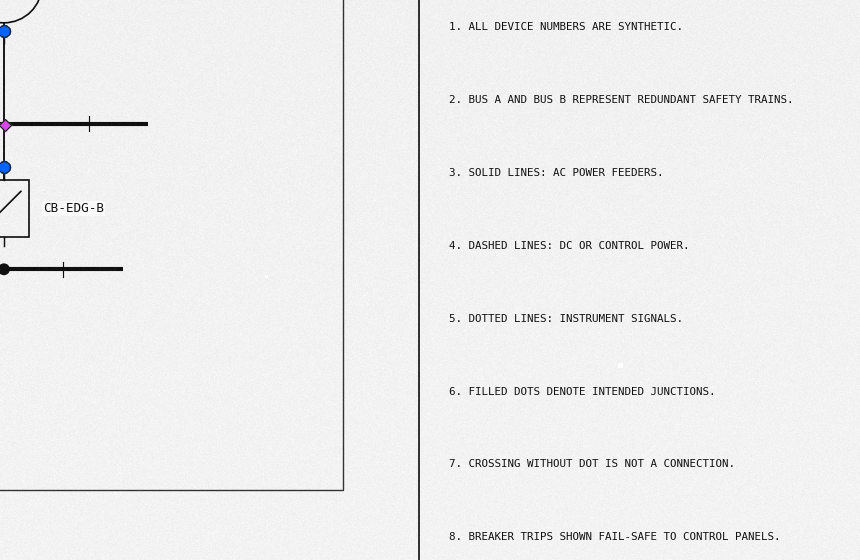 CB-EDG-B
1. ALL DEVICE NUMBERS ARE SYNTHETIC.
2. BUS A AND BUS B REPRESENT REDUNDANT SAFETY TRAINS.
3. SOLID LINES: AC POWER FEEDERS.
4. DASHED LINES: DC OR CONTROL POWER.
5. DOTTED LINES: INSTRUMENT SIGNALS.
6. FILLED DOTS DENOTE INTENDED JUNCTIONS.
7. CROSSING WITHOUT DOT IS NOT A CONNECTION.
8. BREAKER TRIPS SHOWN FAIL-SAFE TO CONTROL PANELS.